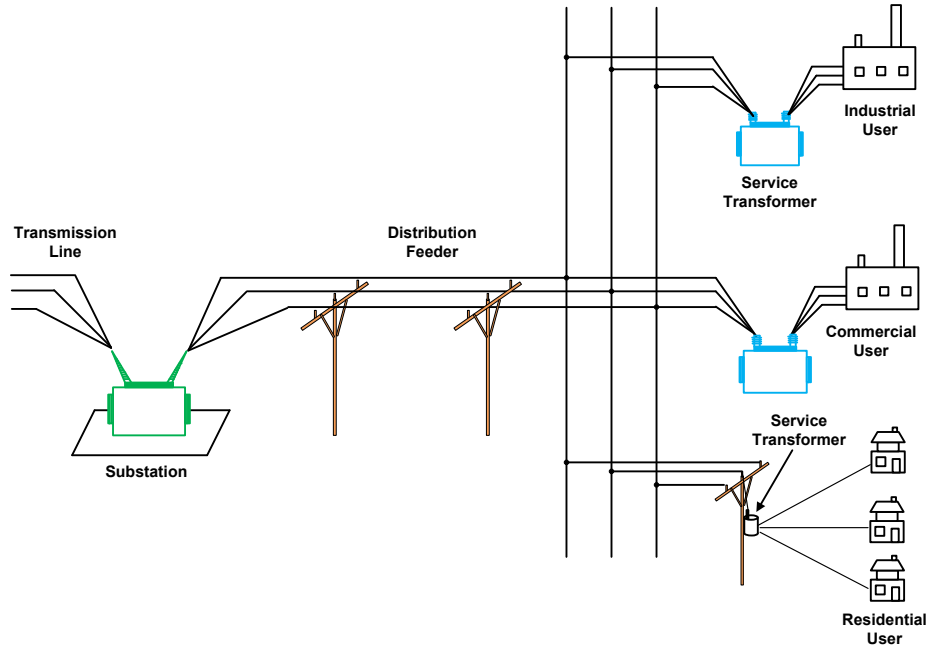 Industrial
User
Service
Transformer
Transmission
Line
Distribution
Feeder
Commercial
User
Service
Transformer
Substation
Residential
User